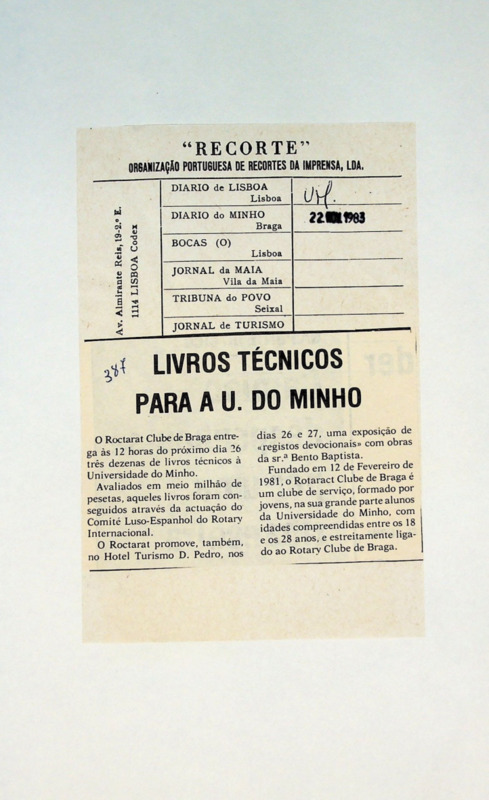 “RECORTE”
ORGANIZAÇÃO PORTUGUESA DE RECORTES DA IMPRENSA, LDA.
Av. Almirante Reis, 19-2.º E.
1114 LISBOA Codex
DIARIO de LISBOA
Lisboa
DIARIO do MINHO
Braga
22 1983
BOCAS (O)
Lisboa
JORNAL da MAIA
Vila da Maia
TRIBUNA do POVO
Seixal
JORNAL de TURISMO
387
LIVROS TÉCNICOS
PARA A U. DO MINHO
O Roctarat Clube de Braga entre-
ga às 12 horas do próximo dia 26
três dezenas de livros técnicos à
Universidade do Minho.
Avaliados em meio milhão de
pesetas, aqueles livros foram con-
seguidos através da actuação do
Comité Luso-Espanhol do Rotary
Internacional.
O Roctarat promove, também,
no Hotel Turismo D. Pedro, nos
dias 26 e 27, uma exposição de
«registos devocionais» com obras
da sr.ª Bento Baptista.
Fundado em 12 de Fevereiro de
1981, o Rotaract Clube de Braga é
um clube de serviço, formado por
jovens, na sua grande parte alunos
da Universidade do Minho, com
idades compreendidas entre os 18
e os 28 anos, e estreitamente liga-
do ao Rotary Clube de Braga.